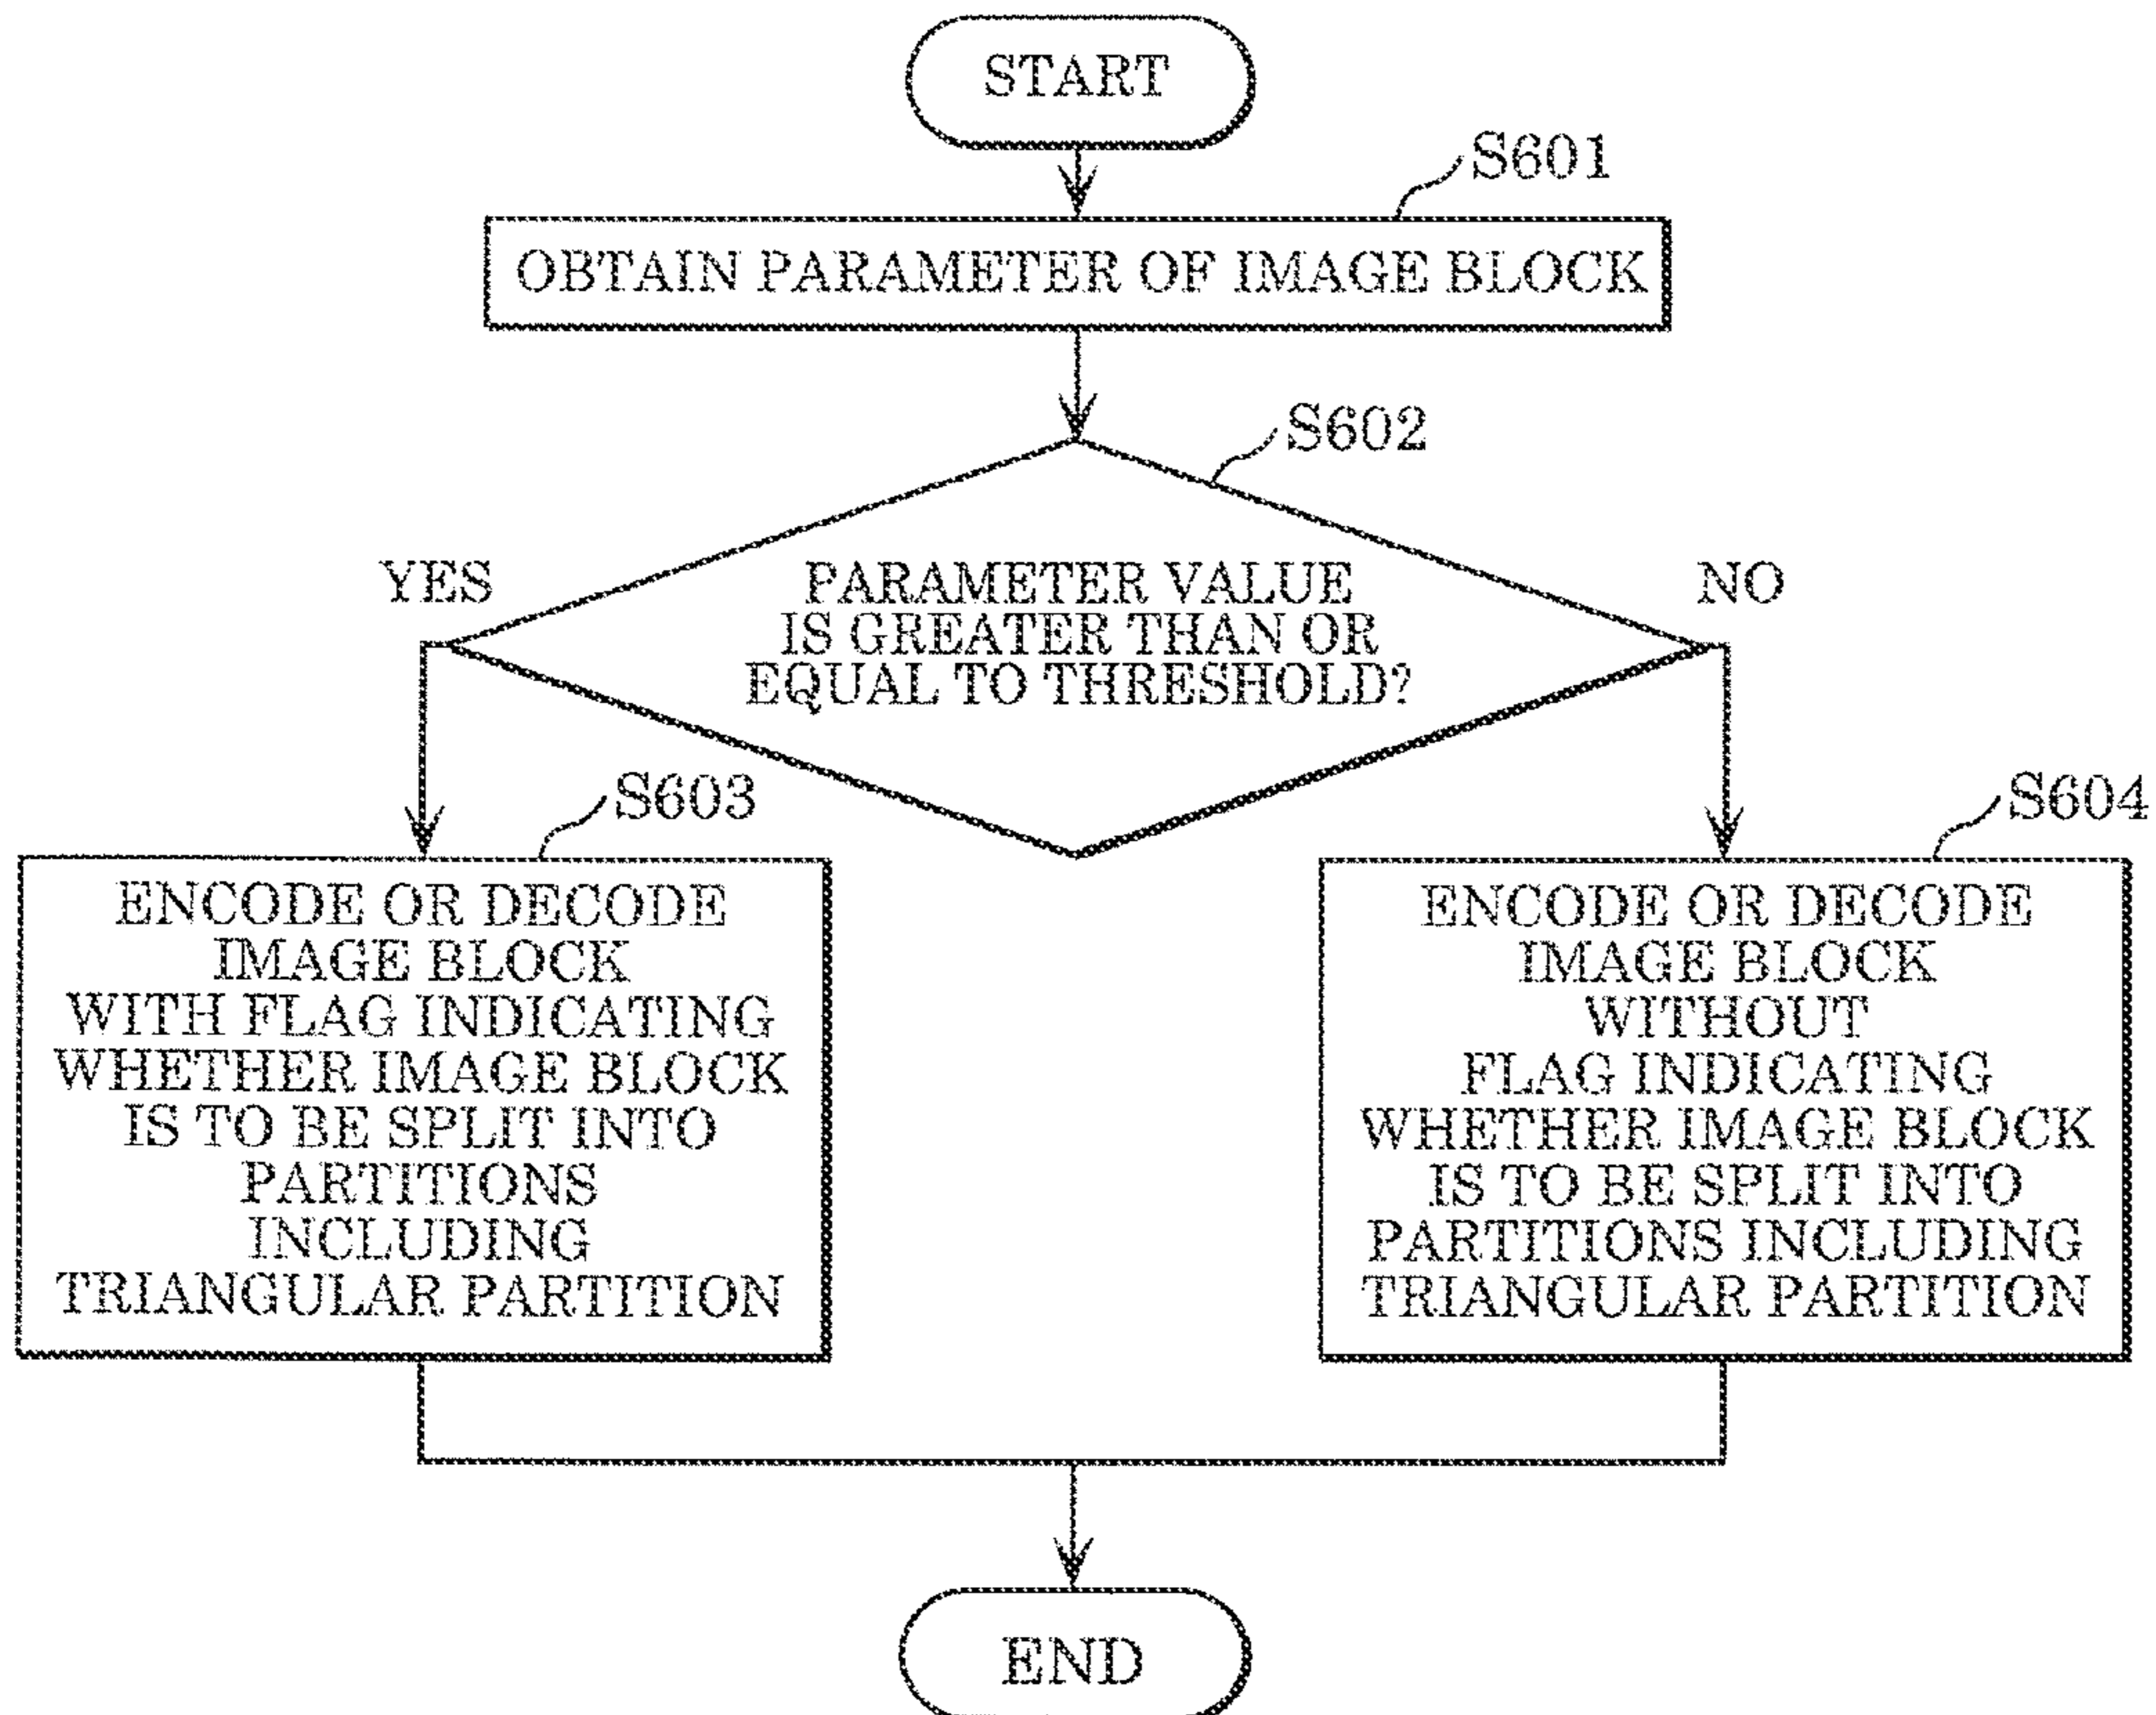 START
S601
OBTAIN PARAMETER OF IMAGE BLOCK
S602
YES
PARAMETER VALUE
IS GREATER THAN OR
EQUAL TO THRESHOLD?
NO
S603
ENCODE OR DECODE
IMAGE BLOCK
WITH FLAG INDICATING
WHETHER IMAGE BLOCK
IS TO BE SPLIT INTO
PARTITIONS
INCLUDING
TRIANGULAR PARTITION
S604
ENCODE OR DECODE
IMAGE BLOCK
WITHOUT
FLAG INDICATING
WHETHER IMAGE BLOCK
IS TO BE SPLIT INTO
PARTITIONS INCLUDING
TRIANGULAR PARTITION
END